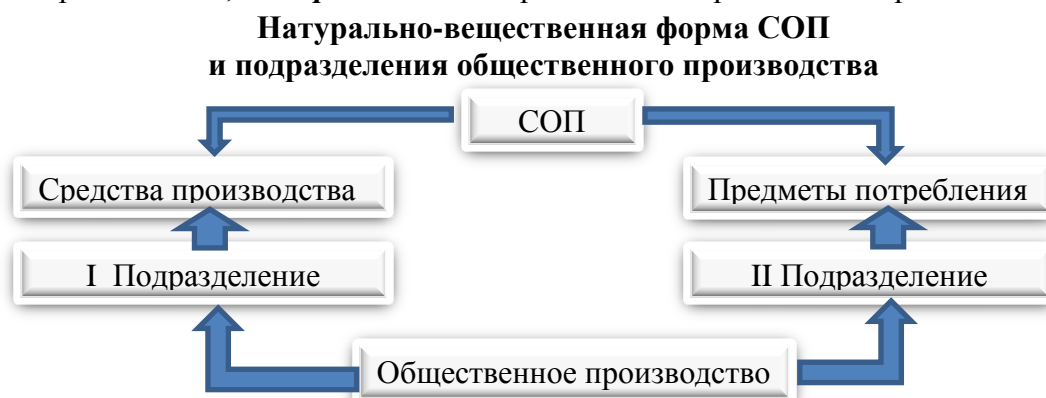 Натурально-вещественная форма СОП
и подразделения общественного производства
СОП
Средства производства
Предметы потребления
I Подразделение
II Подразделение
Общественное производство